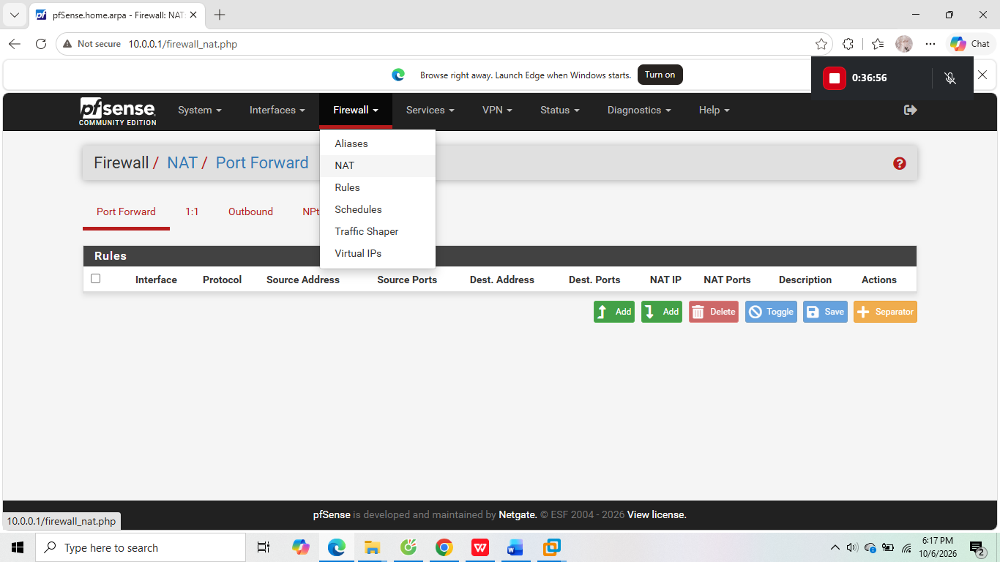 pfSense.home.arpa - Firewall: NAT:
Not secure 10.0.0.1/firewall_nat.php
Chat
Browse right away. Launch Edge when Windows starts. Turn on
0:36:56
pfsense
COMMUNITY EDITION
System Interfaces Firewall Services VPN Status Diagnostics Help
Aliases
NAT
Rules
Schedules
Traffic Shaper
Virtual IPs
Firewall / NAT / Port Forward
Port Forward 1:1 Outbound NPt
Rules
Interface Protocol Source Address Source Ports Dest. Address Dest. Ports NAT IP NAT Ports Description Actions
Add Add Delete Toggle Save Separator
pfSense is developed and maintained by Netgate. © ESF 2004 - 2026 View license.
10.0.0.1/firewall_nat.php
Type here to search
6:17 PM
10/6/2026
2